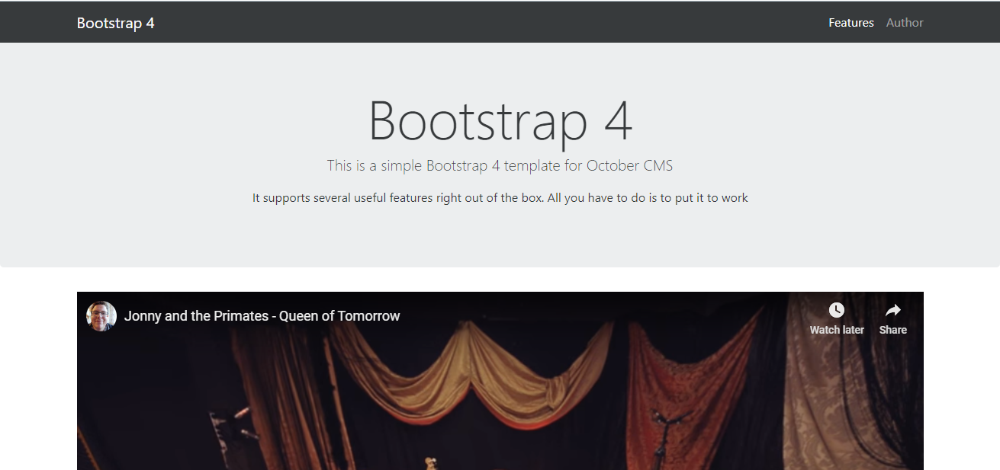 Bootstrap 4
Features
Author
Bootstrap 4
This is a simple Bootstrap 4 template for October CMS
It supports several useful features right out of the box. All you have to do is to put it to work
Jonny and the Primates - Queen of Tomorrow
Watch later
Share